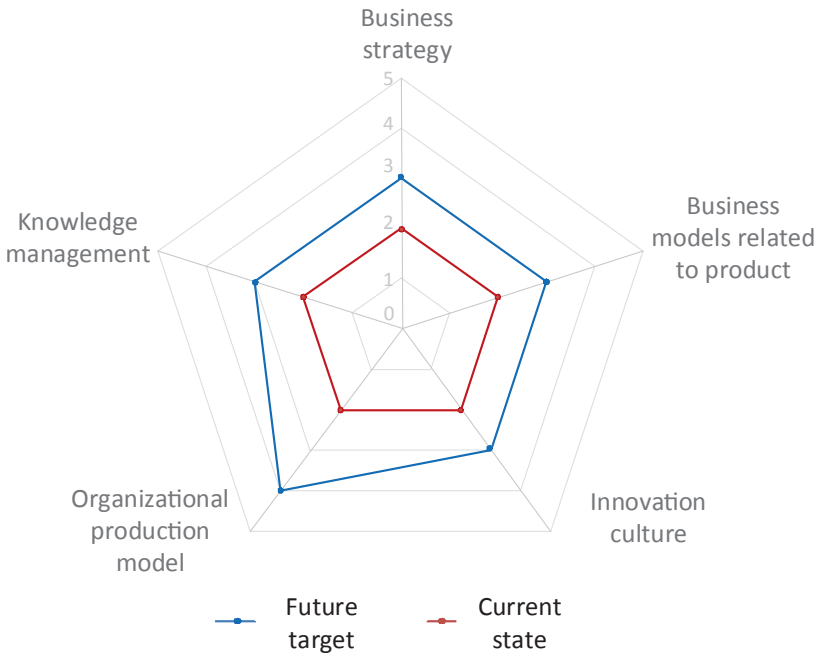 Business
strategy
5
4
3
2
1
0
Knowledge
management
Business
models related
to product
Organizational
production
model
Innovation
culture
Future
target
Current
state